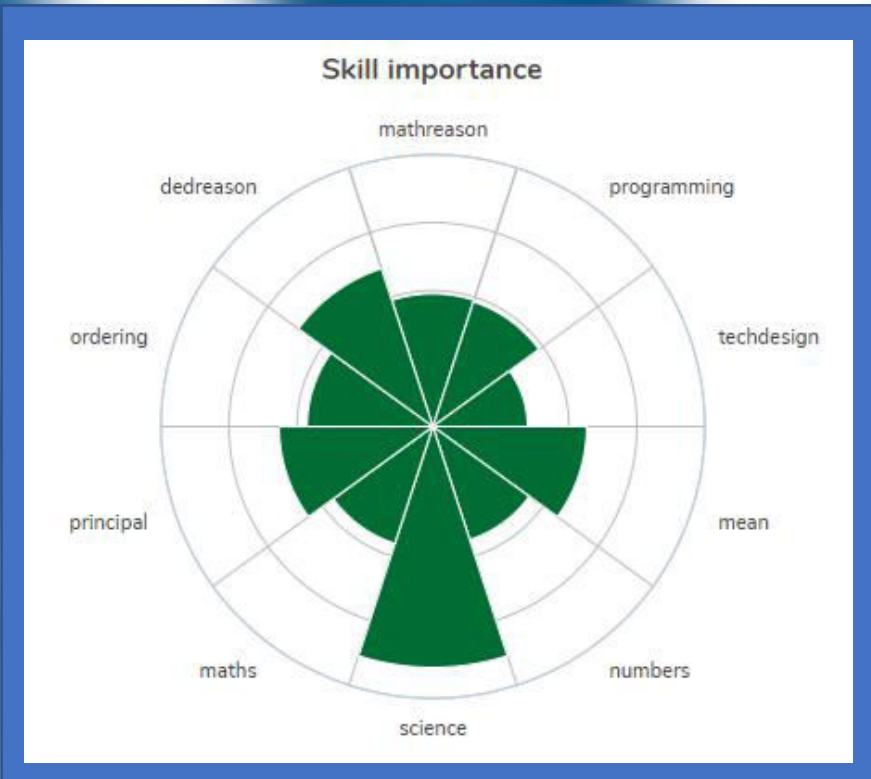 Skill importance
mathreason
dedreason
programming
ordering
techdesign
principal
mean
maths
numbers
science